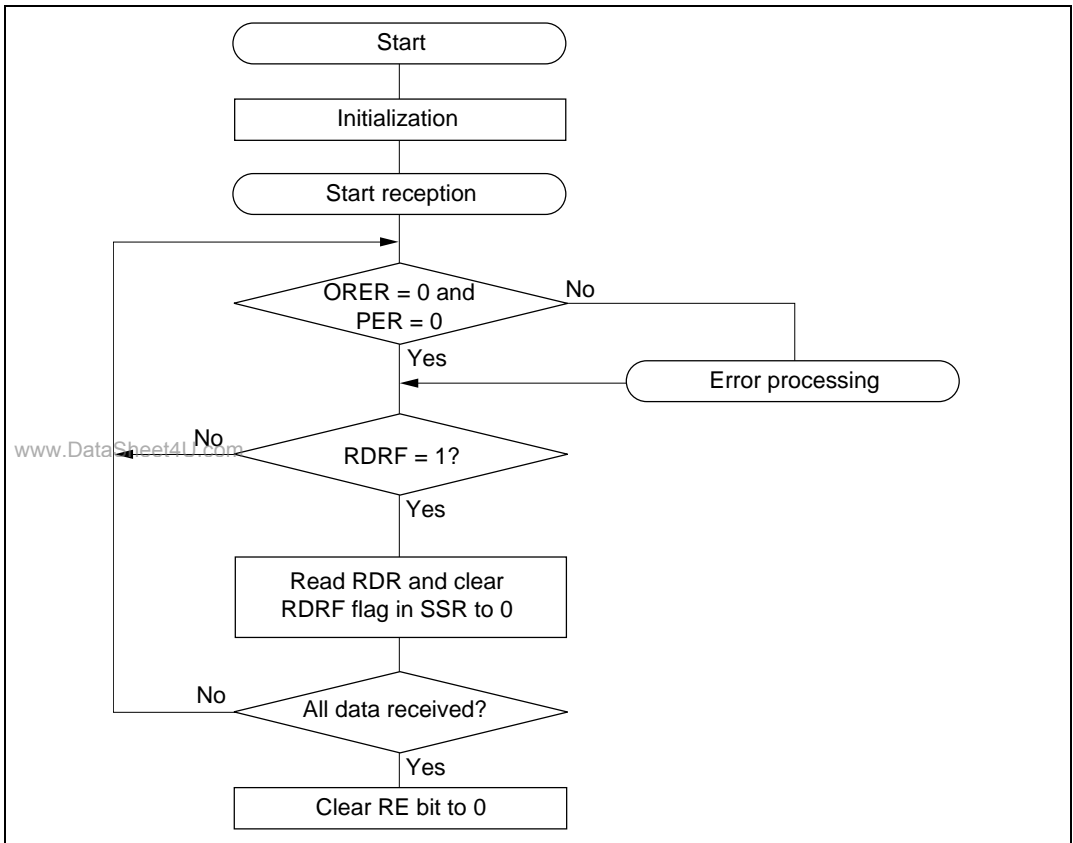 Start
Initialization
Start reception
ORER = 0 and
PER = 0
No
Yes
Error processing
www.DataSheet4U.com
No
RDRF = 1?
Yes
Read RDR and clear
RDRF flag in SSR to 0
No
All data received?
Yes
Clear RE bit to 0